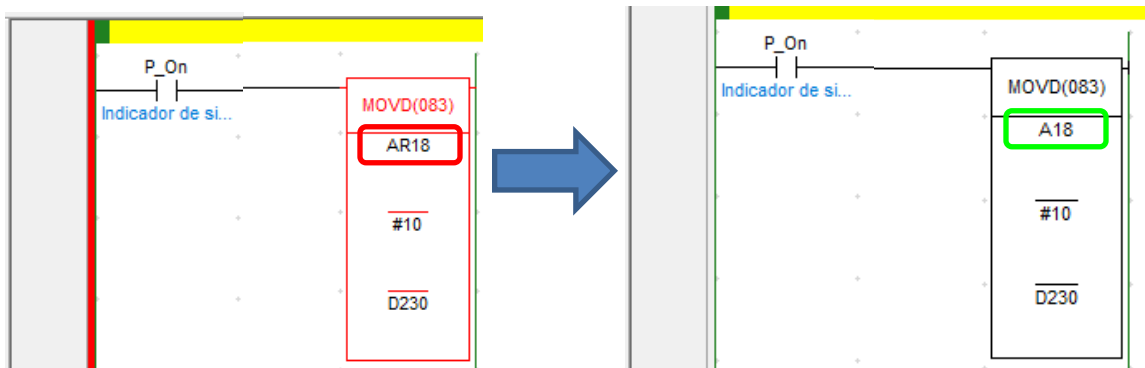 P_On
Indicador de si...
MOVD(083)
AR18
#10
D230
P_On
Indicador de si...
MOVD(083)
A18
#10
D230